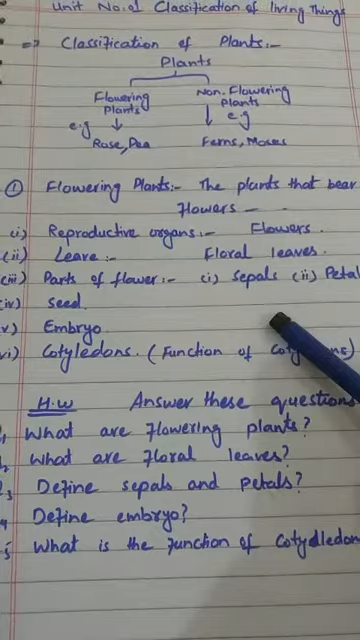 Unit No.01 Classification of living Things
=> Classification of Plants:-
Plants
Flowering Plants Non. Flowering Plants
e.g e.g
Rose, Pea Ferns, Moses
① Flowering Plants:- The plants that bear
flowers -
(i) Reproductive organs:- Flowers.
(ii) Leave:- Floral leaves.
(iii) Parts of flower:- (i) Sepals (ii) Petal
iv) Seed.
v) Embryo.
vi) Cotyledons. (Function of
H.W Answer these questions
1, What are flowering plants?
2, What are floral leaves?
3 Define sepals and petals?
4 Define embryo?
5 What is the function of Cotydledon